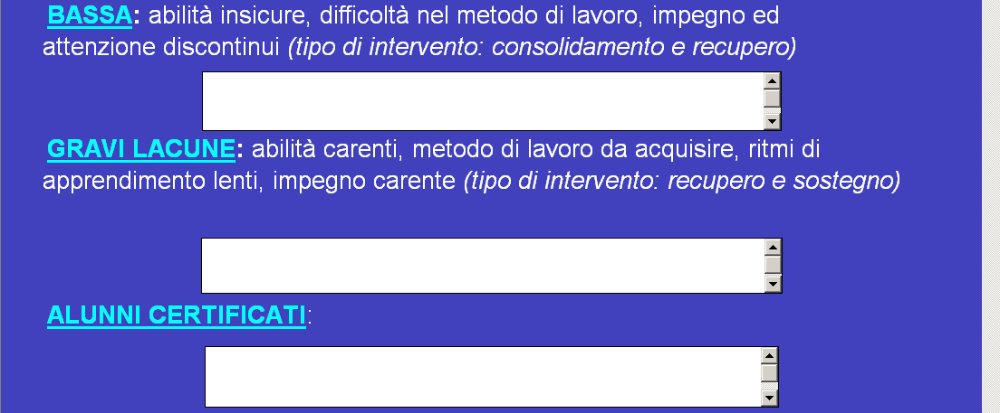 BASSA: abilità insicure, difficoltà nel metodo di lavoro, impegno ed
attenzione discontinui (tipo di intervento: consolidamento e recupero)
GRAVI LACUNE: abilità carenti, metodo di lavoro da acquisire, ritmi di
apprendimento lenti, impegno carente (tipo di intervento: recupero e sostegno)
ALUNNI CERTIFICATI: